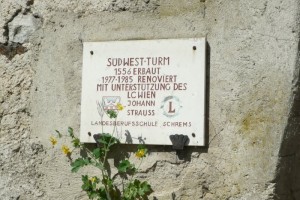 SÜDWEST-TURM
1556 ERBAUT
1977-1985 RENOVIERT
MIT UNTERSTÜTZUNG DES
LC WIEN
JOHANN
STRAUSS
L
LANDESBERUFSSCHULE SCHREMS